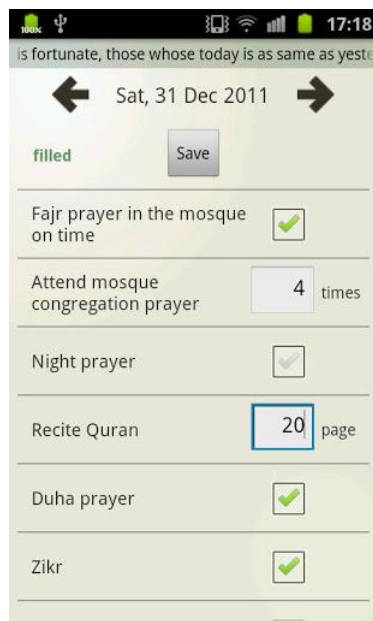 100%
17:18
is fortunate, those whose today is as same as yeste
Sat, 31 Dec 2011
filled
Save
Fajr prayer in the mosque
on time
Attend mosque
congregation prayer
4 times
Night prayer
Recite Quran
20 page
Duha prayer
Zikr